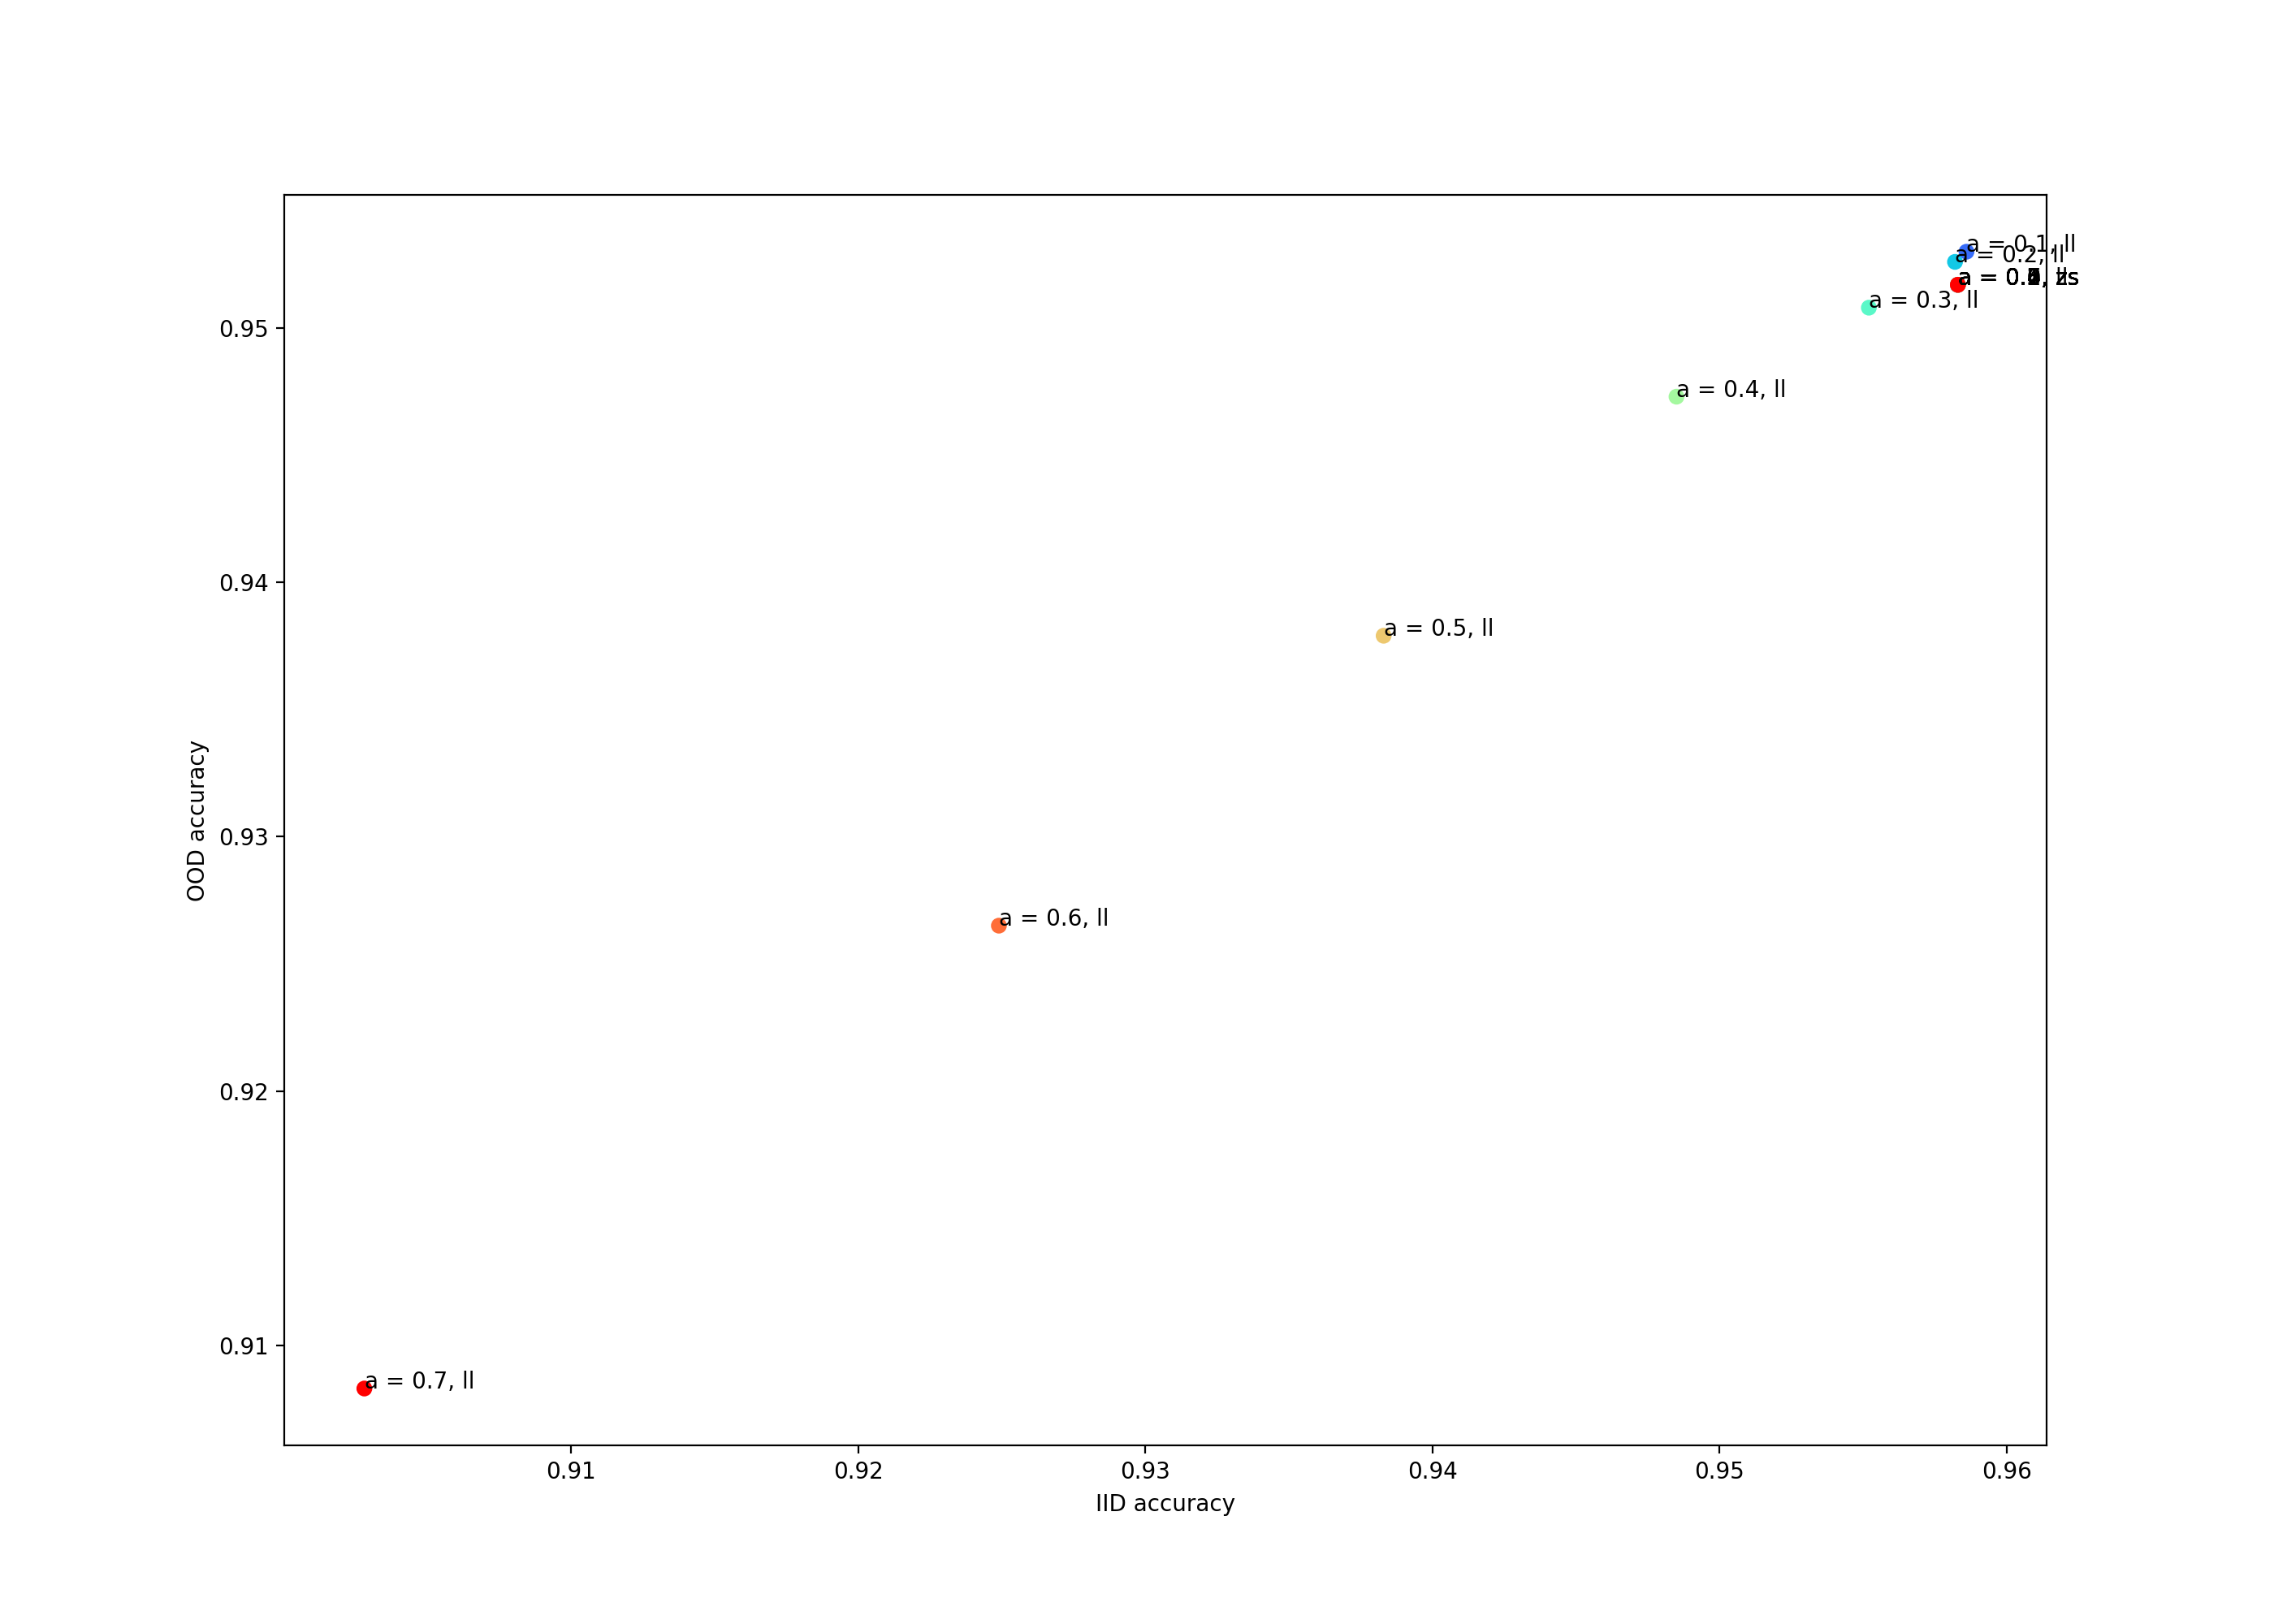 a = 0.1, ll
a = 0.2, ll
a = 0.3, ll
0.95
a = 0.4, ll
0.94
a = 0.5, ll
OOD accuracy
0.93
a = 0.6, ll
0.92
0.91
a = 0.7, ll
0.91 0.92 0.93 0.94 0.95 0.96
IID accuracy